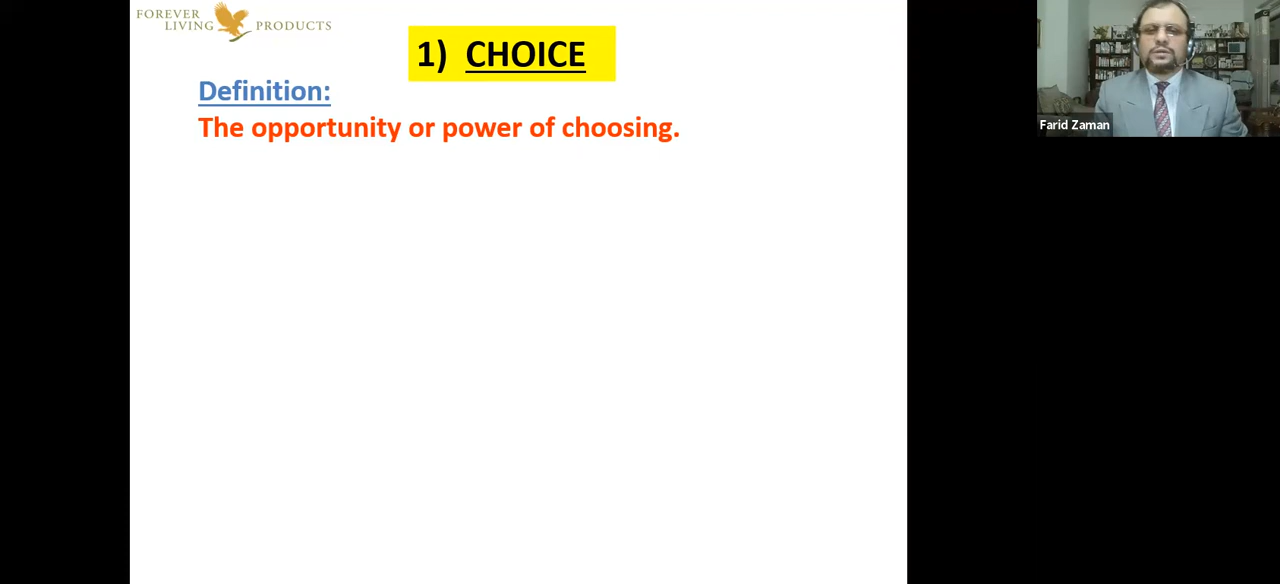 FOREVER
LIVING PRODUCTS
1) CHOICE
Definition:
The opportunity or power of choosing.
Farid Zaman